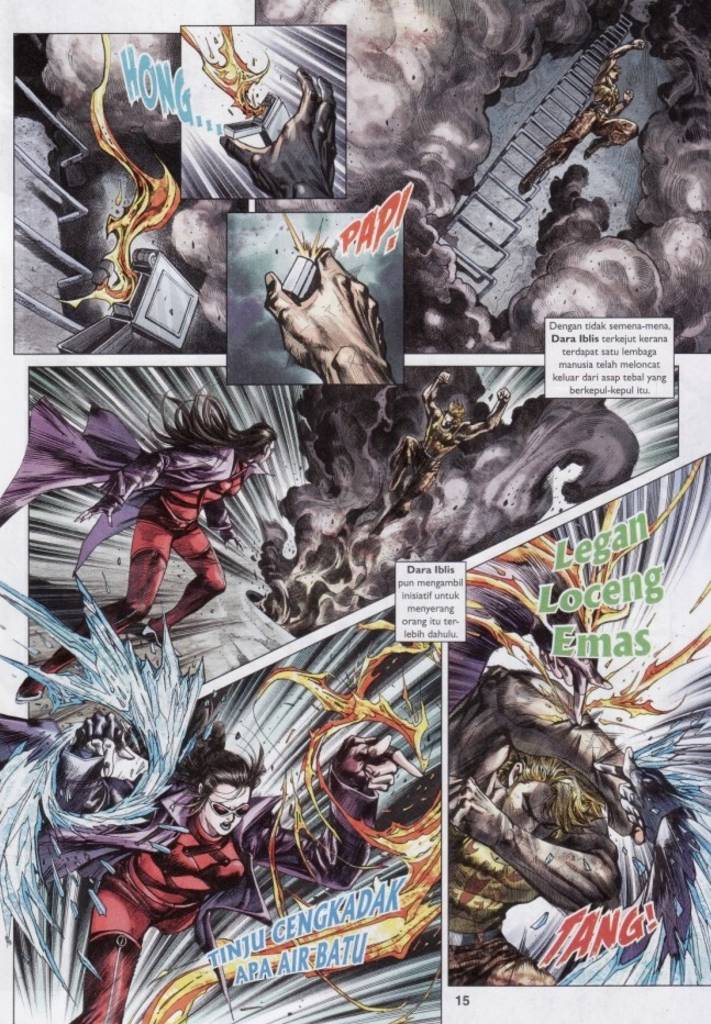 HONG...
PAP!
Dengan tidak semena-mena,
Dara Iblis terkejut kerana
terdapat satu lembaga
manusia telah meloncat
keluar dari asap tebal yang
berkepul-kepul itu.
Dara Iblis
pun mengambil
inisiatif untuk
menyerang
orang itu ter-
lebih dahulu.
Legan
Loceng
Emas
TINJU CENGKADAK
APA AIR BATU
TANG!
15